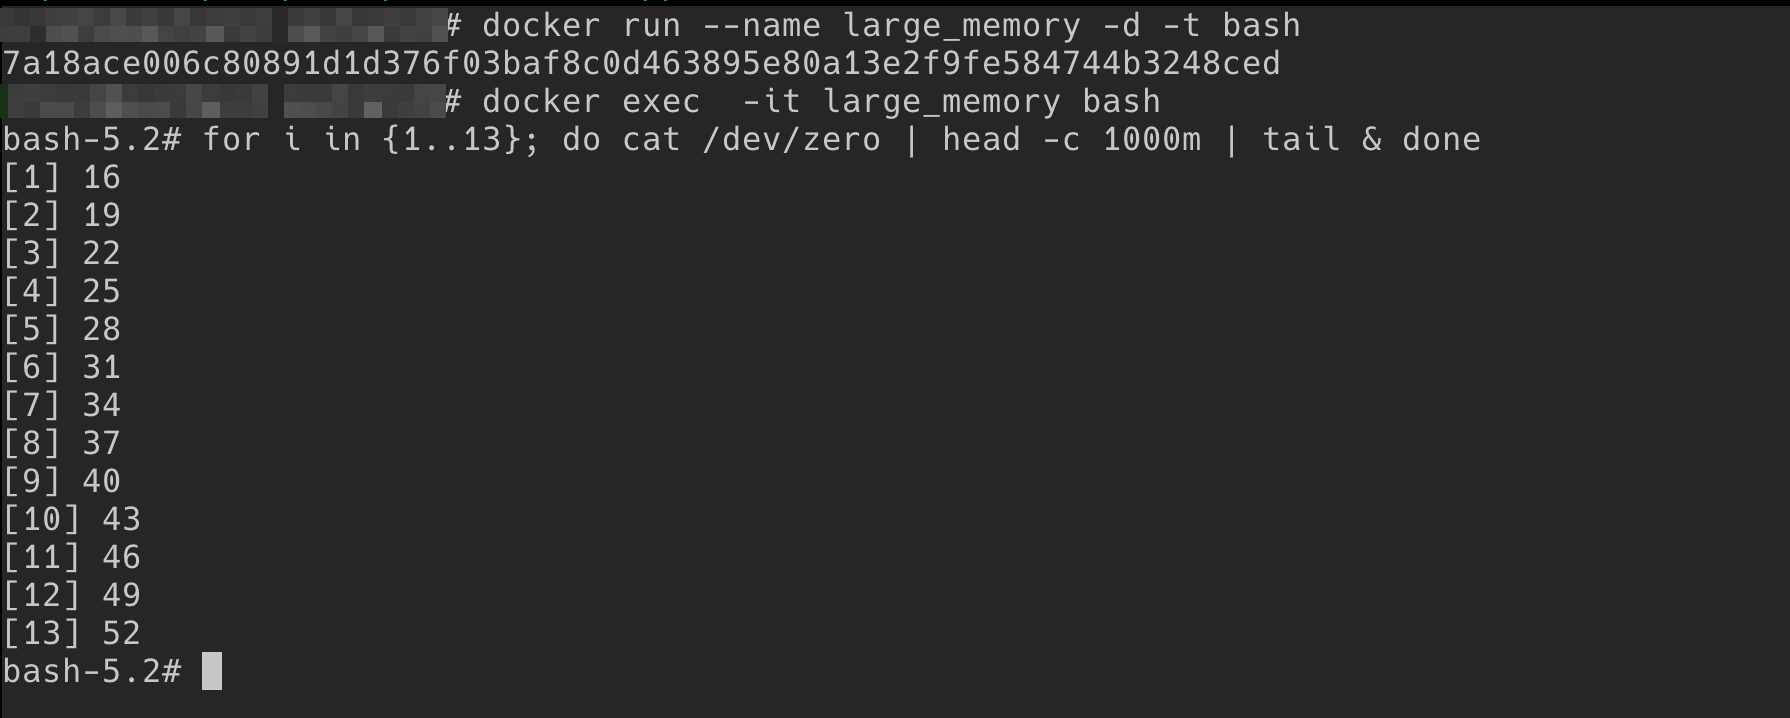 # docker run --name large_memory -d -t bash
7a18ace006c80891d1d376f03baf8c0d463895e80a13e2f9fe584744b3248ced
# docker exec  -it large_memory bash
bash-5.2# for i in {1..13}; do cat /dev/zero | head -c 1000m | tail & done
[1] 16
[2] 19
[3] 22
[4] 25
[5] 28
[6] 31
[7] 34
[8] 37
[9] 40
[10] 43
[11] 46
[12] 49
[13] 52
bash-5.2#